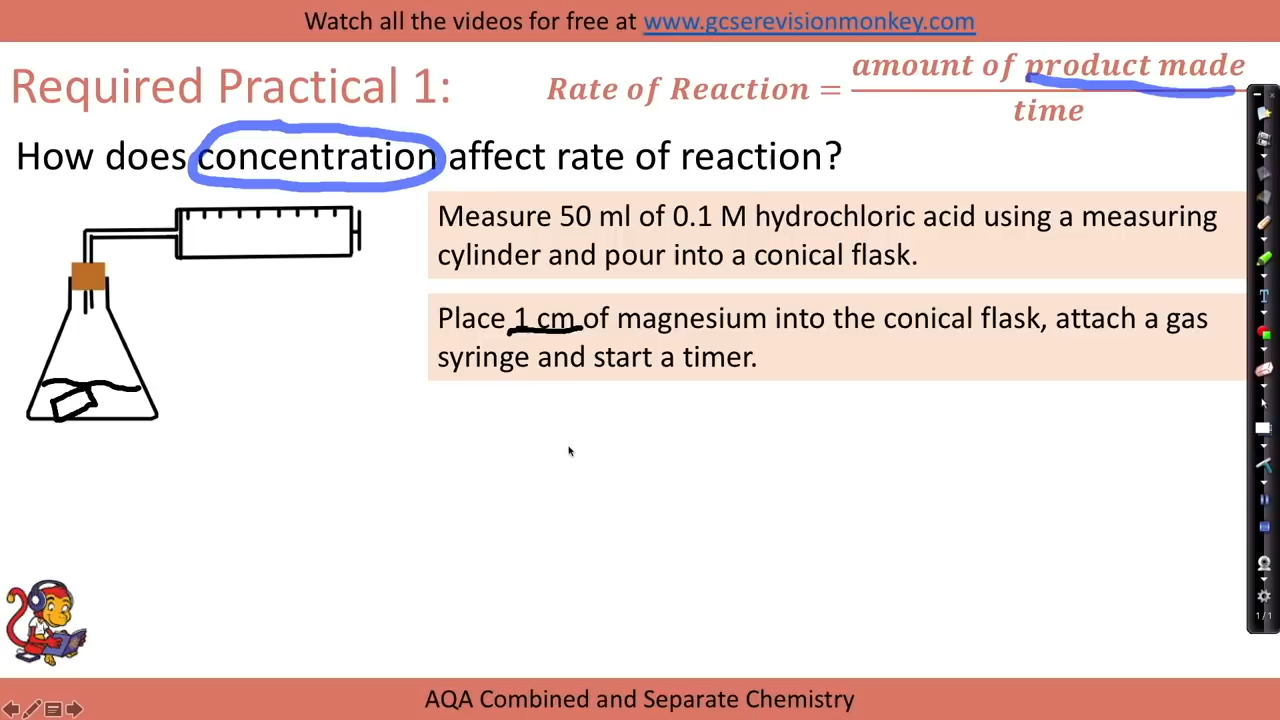 Watch all the videos for free at www.gcserevisionmonkey.com
Required Practical 1:
Rate of Reaction = amount of product made / time
How does concentration affect rate of reaction?
Measure 50 ml of 0.1 M hydrochloric acid using a measuring
cylinder and pour into a conical flask.
Place 1 cm of magnesium into the conical flask, attach a gas
syringe and start a timer.
1/1
AQA Combined and Separate Chemistry